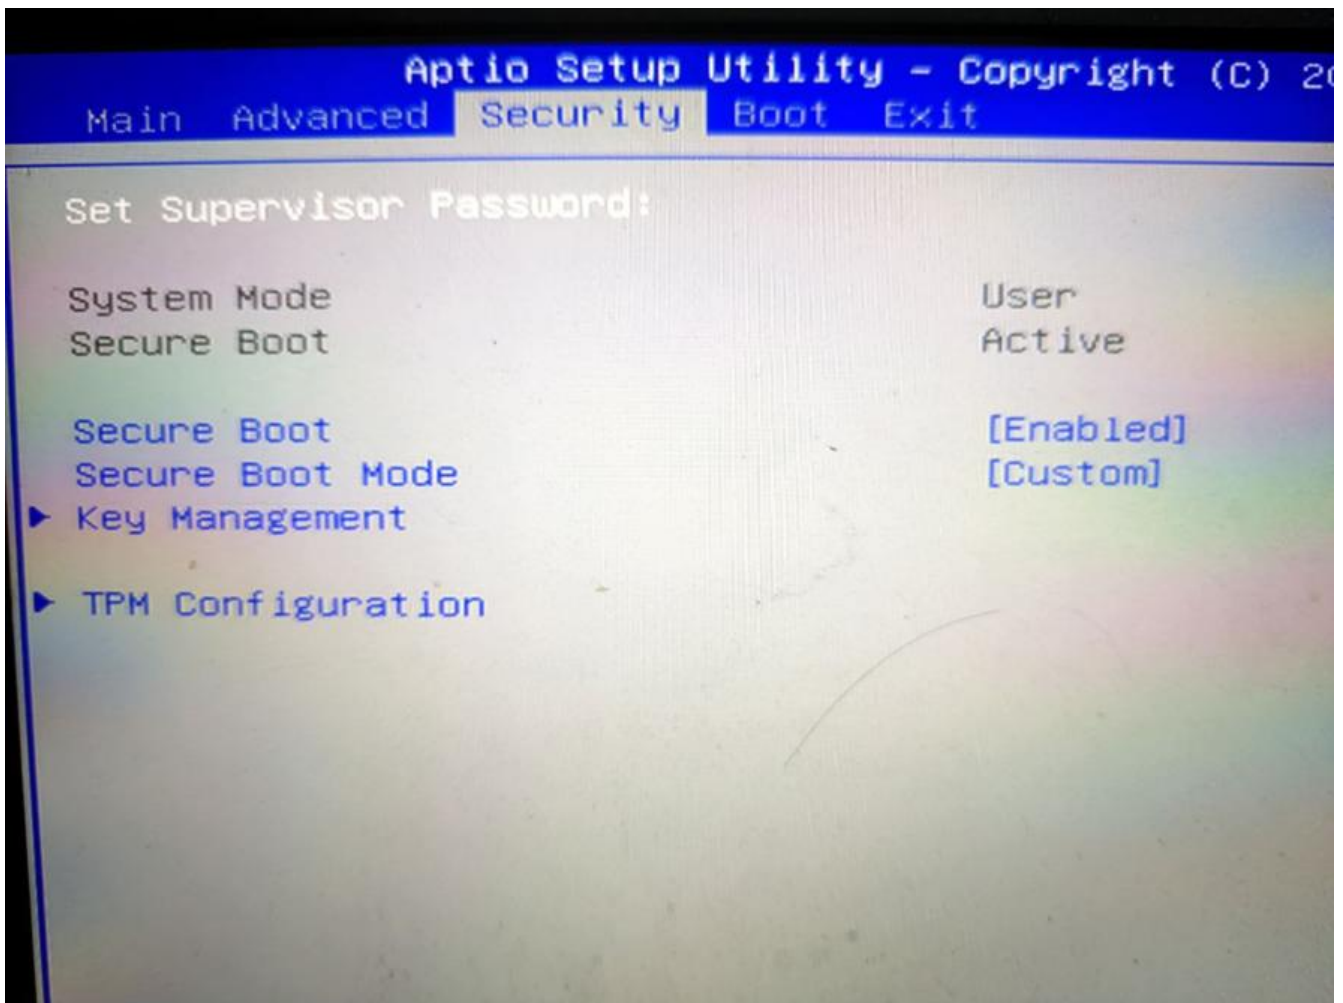 Aptio Setup Utility - Copyright (C)
Main Advanced Security Boot Exit
Set Supervisor Password:
System Mode User
Secure Boot Active
Secure Boot [Enabled]
Secure Boot Mode [Custom]
Key Management
TPM Configuration